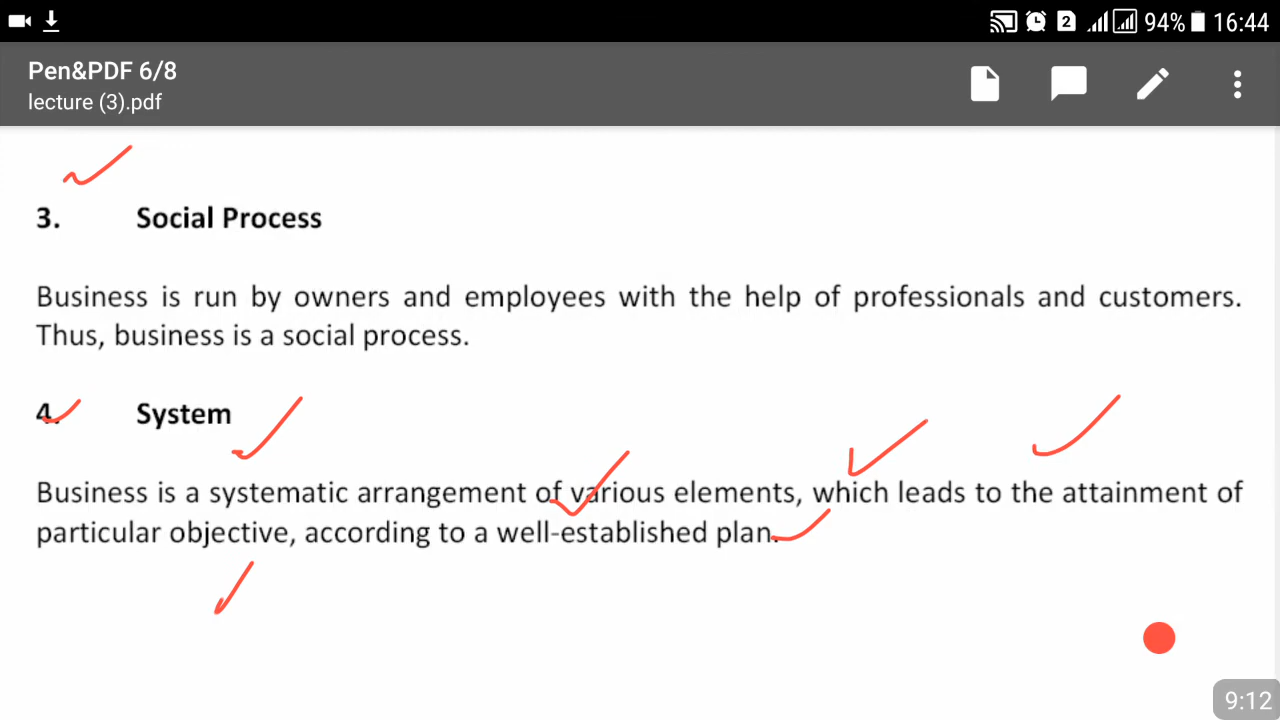 2 94% 16:44
Pen&PDF 6/8
lecture (3).pdf
3. Social Process
Business is run by owners and employees with the help of professionals and customers.
Thus, business is a social process.
4. System
Business is a systematic arrangement of various elements, which leads to the attainment of
particular objective, according to a well-established plan.
9:12